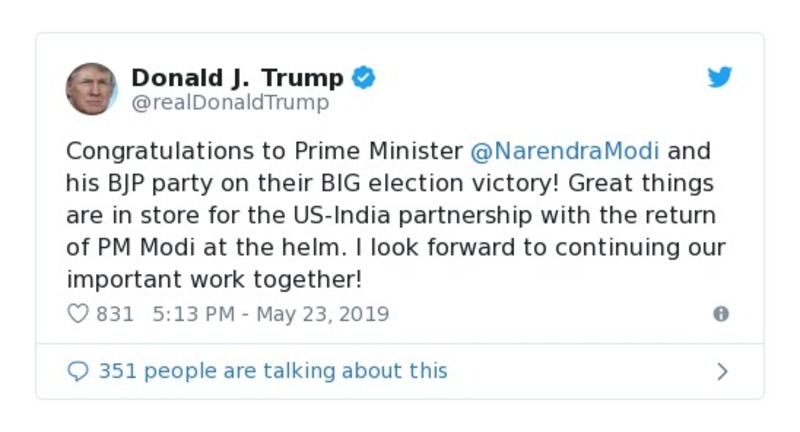 Donald J. Trump
@realDonaldTrump
Congratulations to Prime Minister @NarendraModi and
his BJP party on their BIG election victory! Great things
are in store for the US-India partnership with the return
of PM Modi at the helm. I look forward to continuing our
important work together!
831 5:13 PM - May 23, 2019
351 people are talking about this